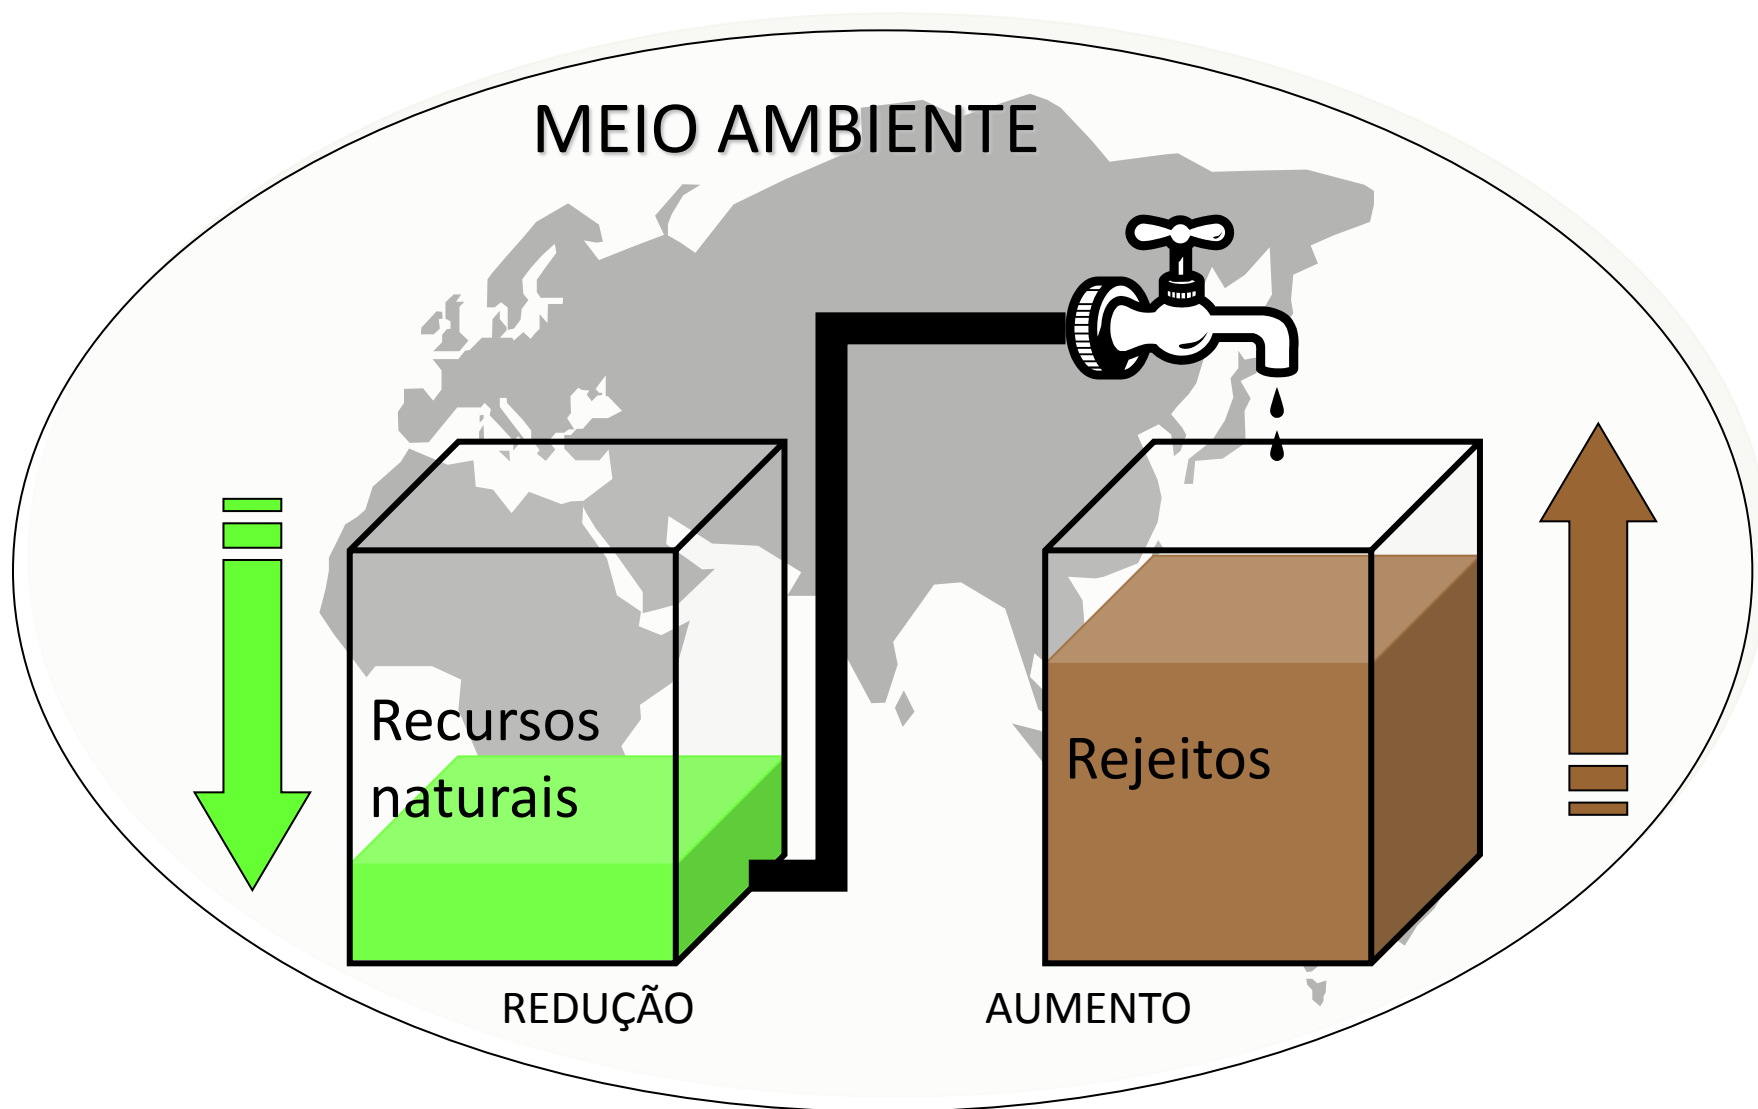 MEIO AMBIENTE
Recursos
naturais
Rejeitos
REDUÇÃO
AUMENTO